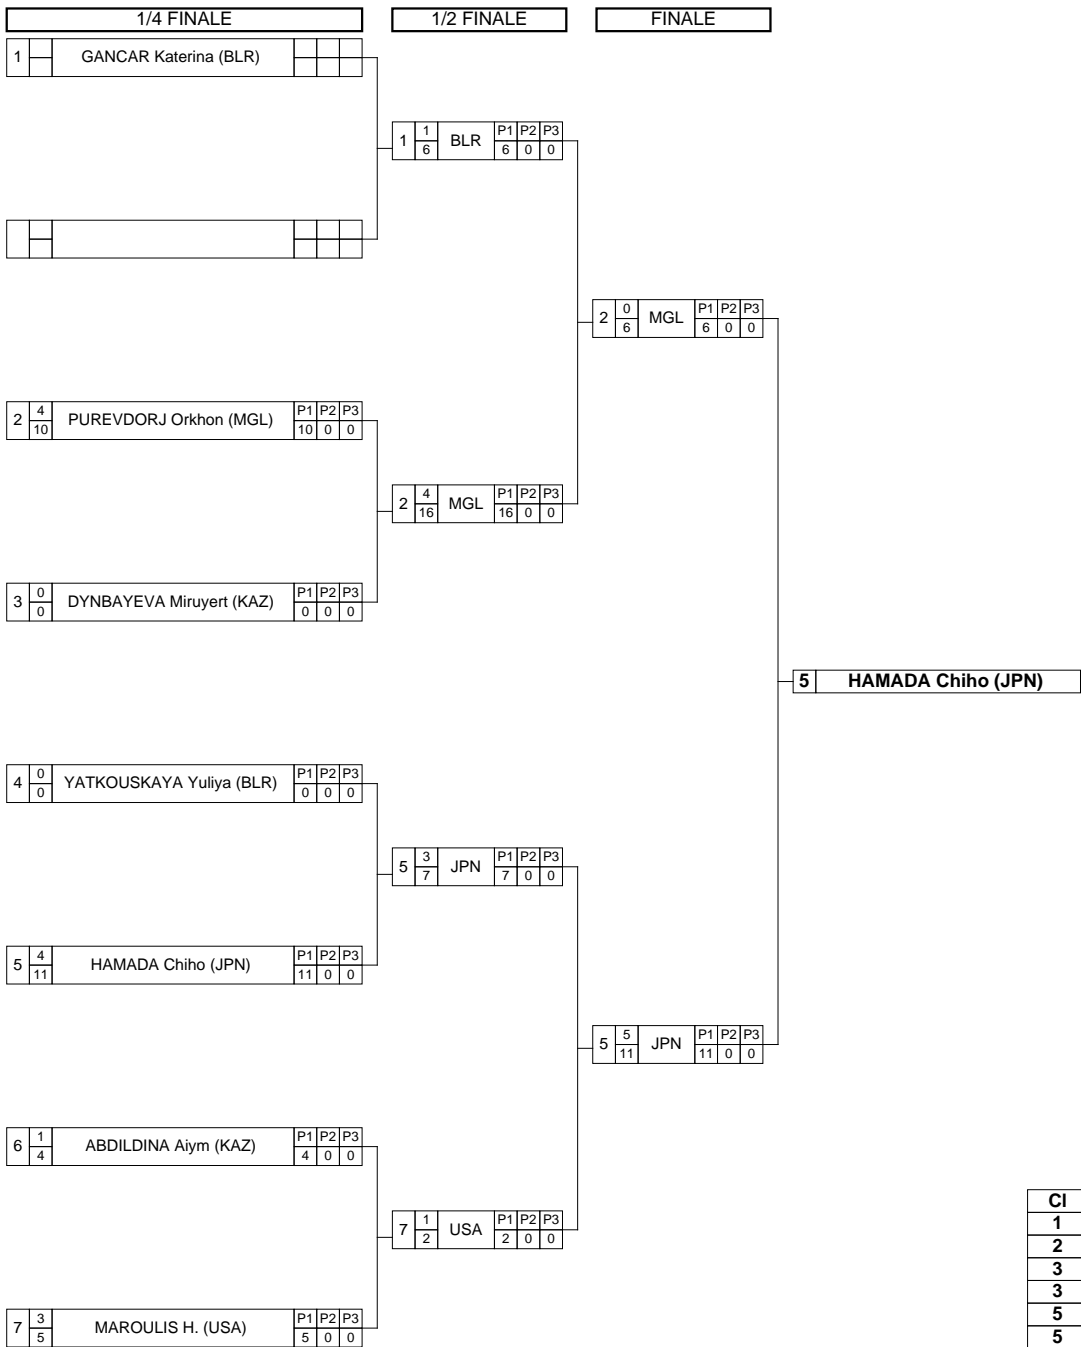 1/4 FINALE 1/2 FINALE FINALE
1 GANCAR Katerina (BLR)
1 1 BLR P1 P2 P3
6 6 0 0
2 0 MGL P1 P2 P3
6 6 0 0
2 4 PUREVDORJ Orkhon (MGL) P1 P2 P3
10 10 0 0
2 4 MGL P1 P2 P3
16 16 0 0
3 0 DYNBAYEVA Miruyert (KAZ) P1 P2 P3
0 0 0 0
5 HAMADA Chiho (JPN)
4 0 YATKOUSKAYA Yuliya (BLR) P1 P2 P3
0 0 0 0
5 3 JPN P1 P2 P3
7 7 0 0
5 4 HAMADA Chiho (JPN) P1 P2 P3
11 11 0 0
5 5 JPN P1 P2 P3
11 11 0 0
6 1 ABDILDINA Aiym (KAZ) P1 P2 P3
4 4 0 0
7 1 USA P1 P2 P3
2 2 0 0
7 3 MAROULIS H. (USA) P1 P2 P3
5 5 0 0
Cl
1
2
3
3
5
5